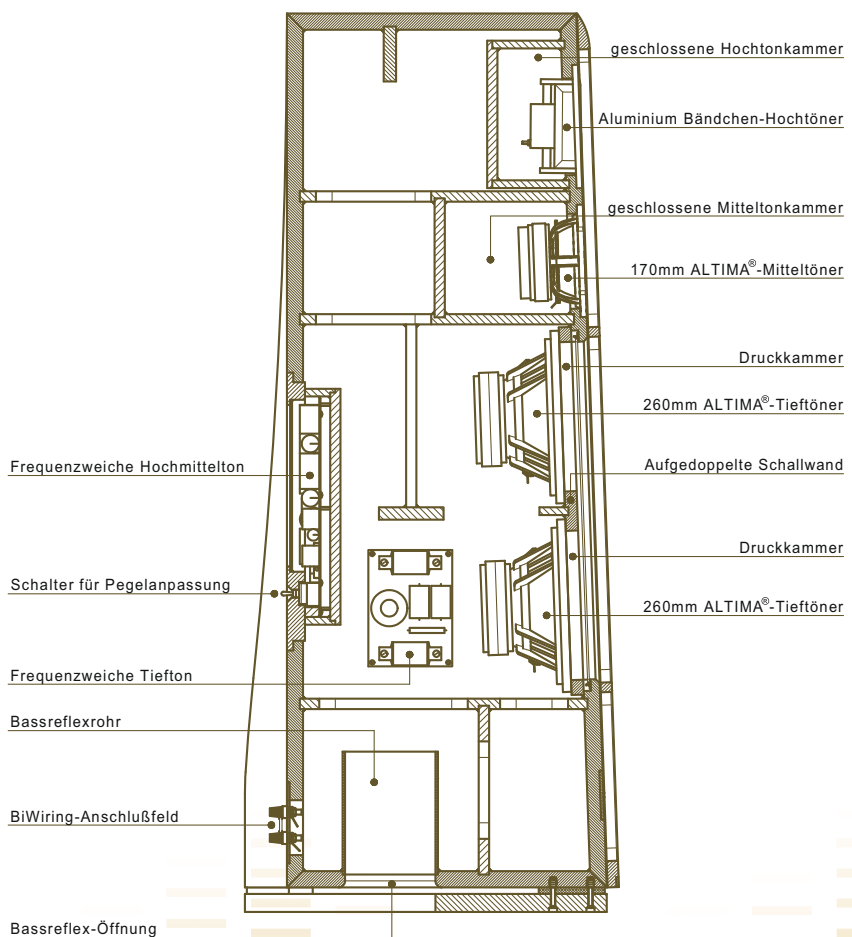 geschlossene Hochtonkammer
Aluminium Bändchen-Hochtöner
geschlossene Mitteltonkammer
170mm ALTIMA®-Mitteltöner
Druckkammer
260mm ALTIMA®-Tieftöner
Aufgedoppelte Schallwand
Druckkammer
260mm ALTIMA®-Tieftöner
Frequenzweiche Hochmittelton
Schalter für Pegelanpassung
Frequenzweiche Tiefton
Bassreflexrohr
BiWiring-Anschlußfeld
Bassreflex-Öffnung